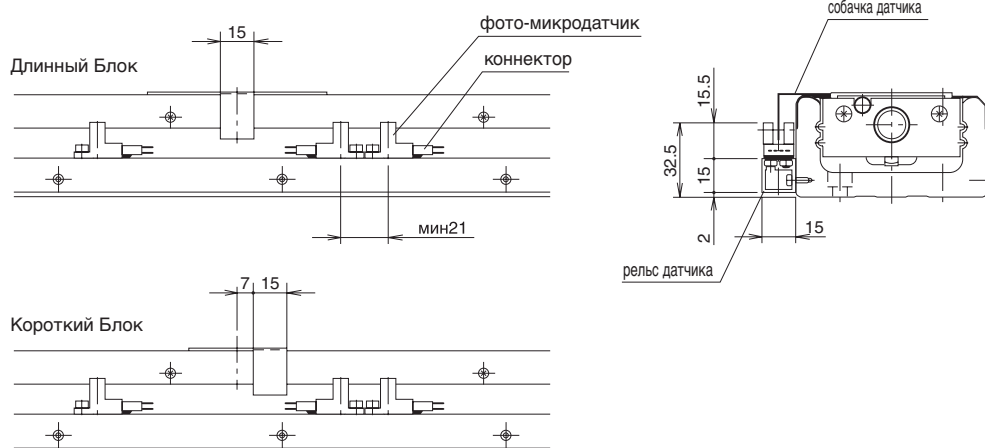 собачка датчика
15
фото-микродатчик
Длинный Блок
коннектор
15.5
32.5
15
2
15
мин21
рельс датчика
7
15
Короткий Блок